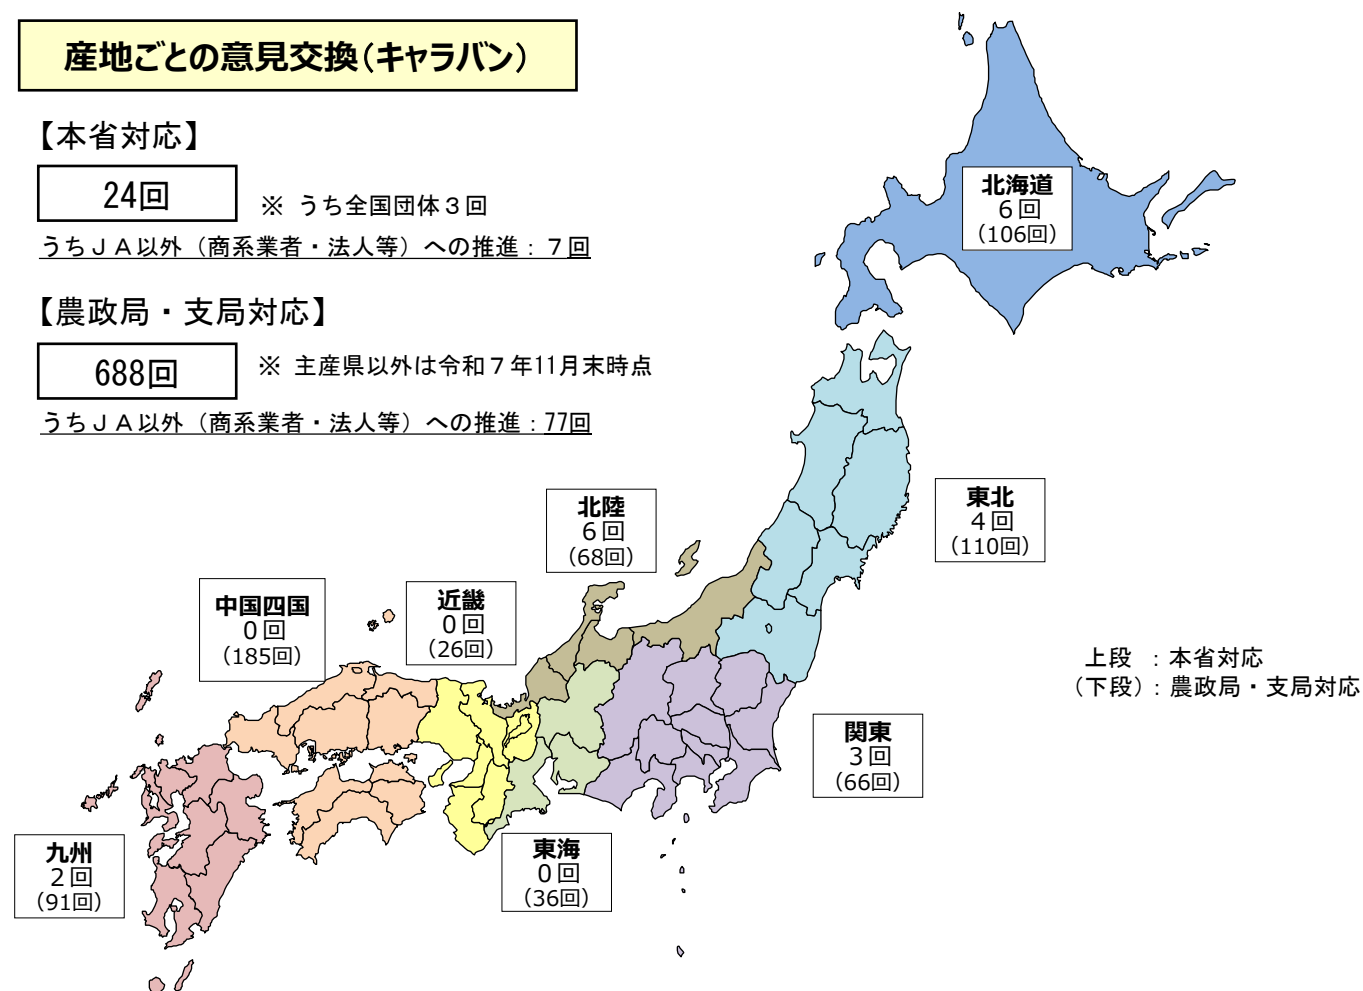 産地ごとの意見交換(キャラバン)
【本省対応】
24回
※ うち全国団体３回
うちＪＡ以外（商系業者・法人等）への推進：７回
【農政局・支局対応】
688回
※ 主産県以外は令和７年11月末時点
うちＪＡ以外（商系業者・法人等）への推進：77回
北海道
６回
（106回）
東北
４回
（110回）
北陸
６回
（68回）
中国四国
０回
（185回）
近畿
０回
（26回）
上段 ：本省対応
（下段）：農政局・支局対応
関東
３回
（66回）
九州
２回
（91回）
東海
０回
（36回）